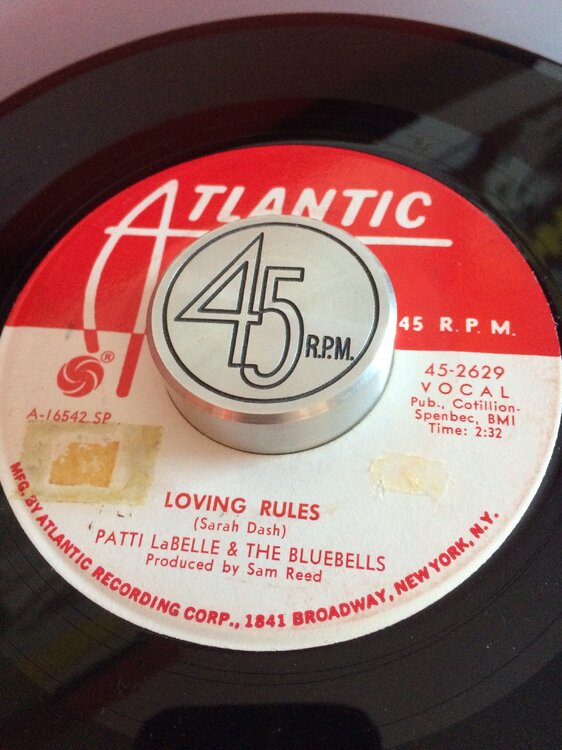 ATLANTIC
45
R.P.M.
45 R.P.M.
®
45-2629
VOCAL
Pub., Cotillion-
Spenbec, BMI
Time: 2:32
A-16542 SP
LOVING RULES
(Sarah Dash)
PATTI LaBELLE & THE BLUEBELLS
Produced by Sam Reed
MFG. BY ATLANTIC RECORDING CORP., 1841 BROADWAY, NEW YORK, N.Y.